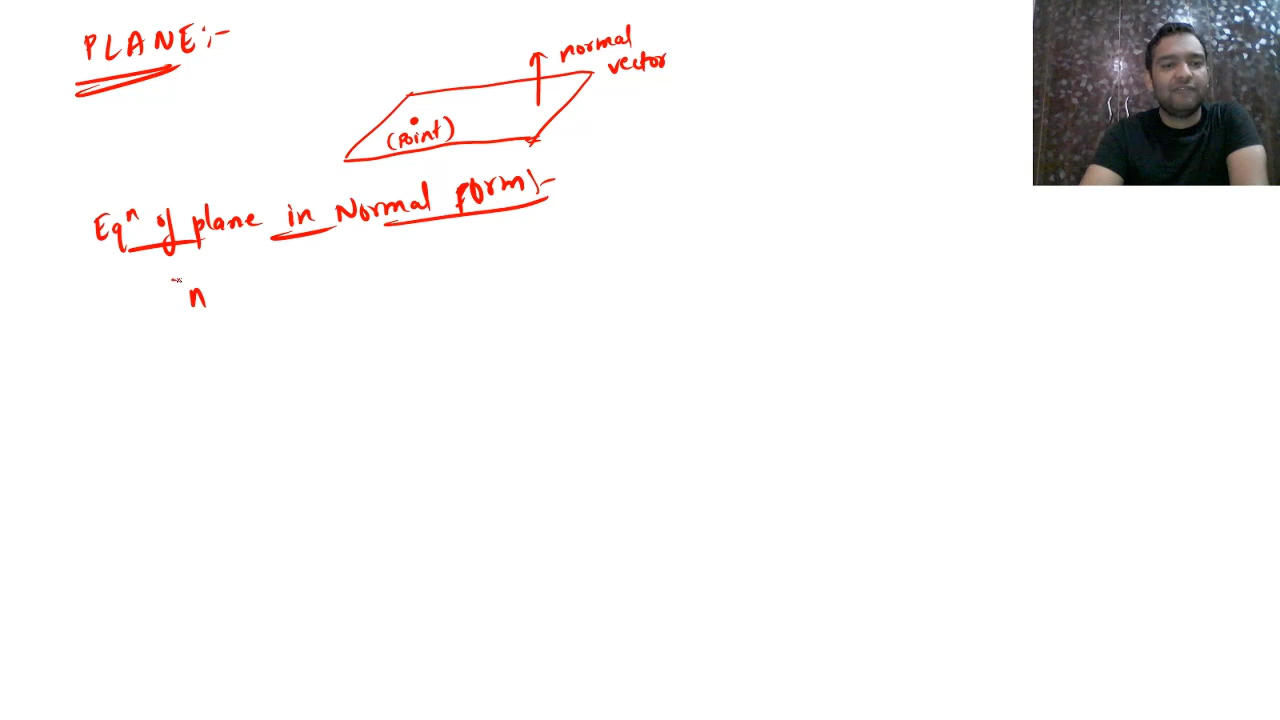 PLANE:-
normal
vector
(Point)
Eqⁿ of plane in Normal form:-
n